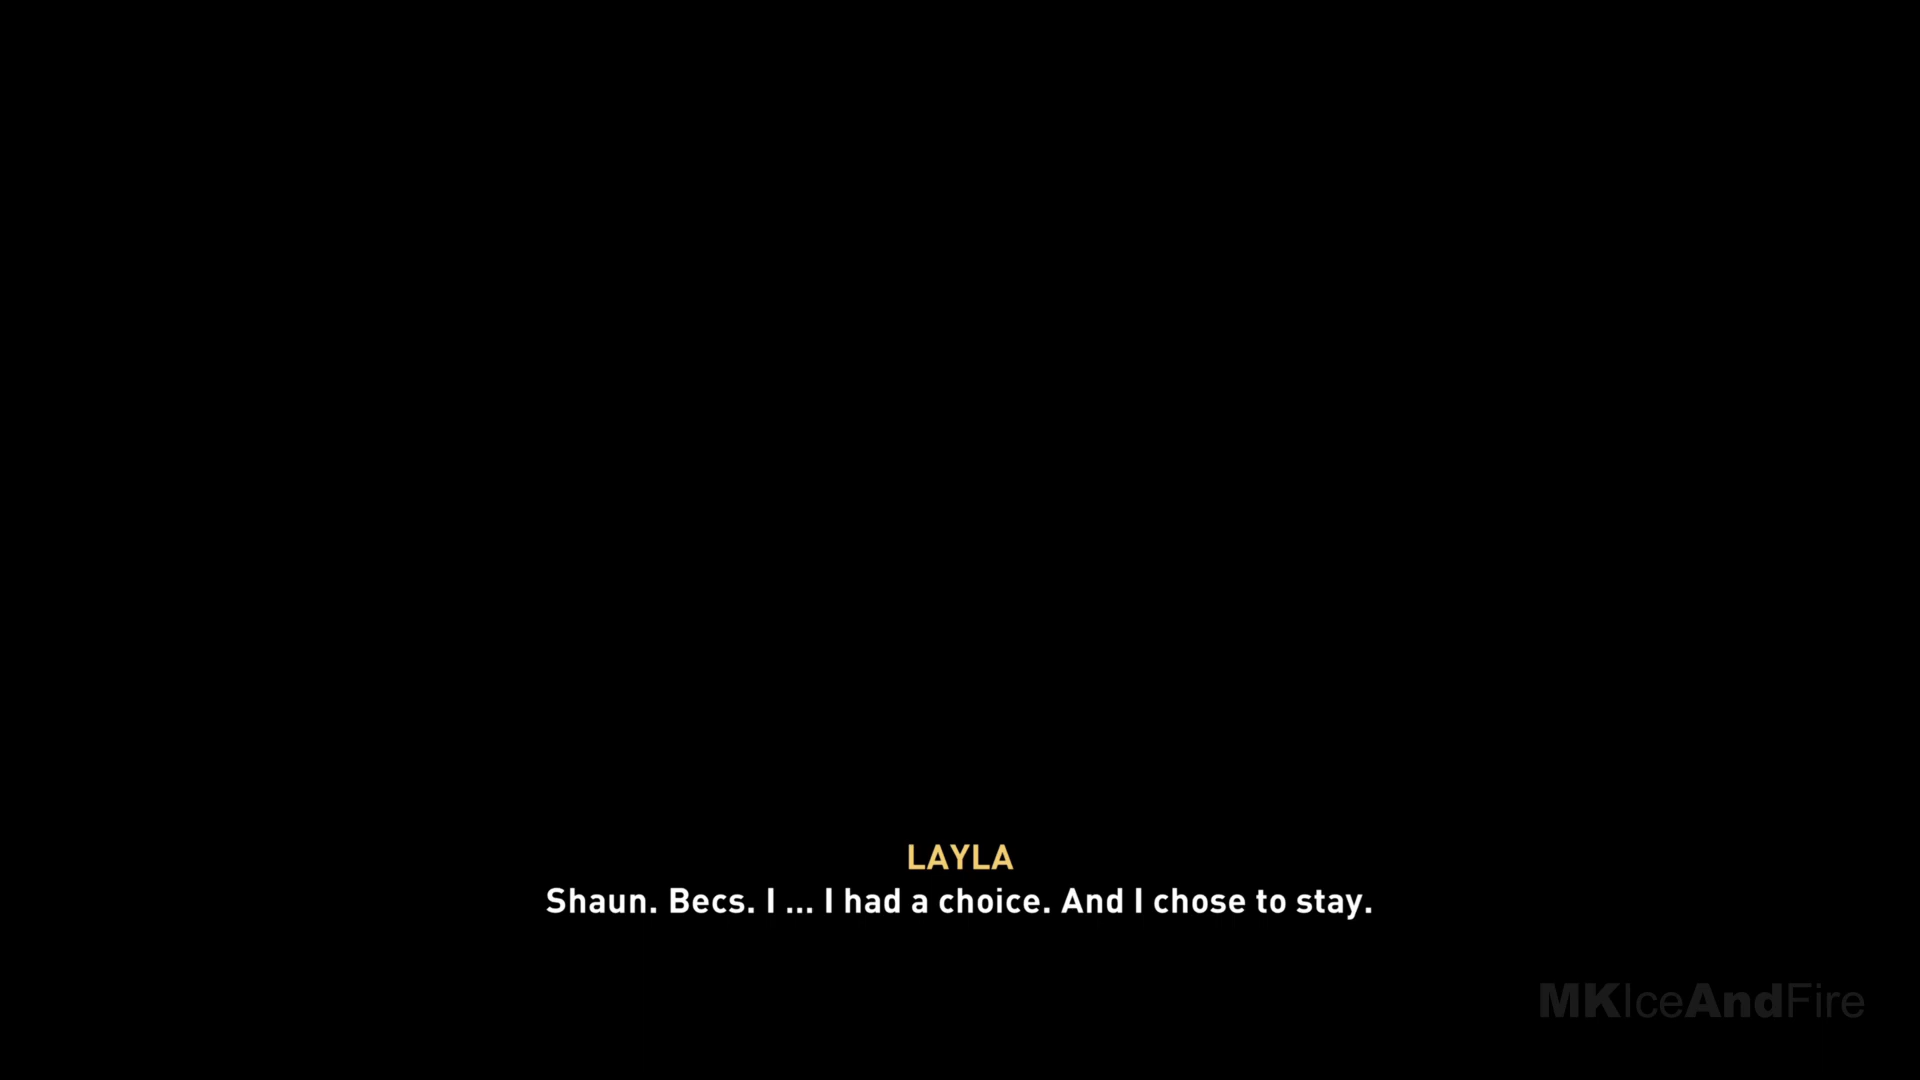 LAYLA
Shaun. Becs. I ... I had a choice. And I chose to stay.
MKIceAndFire